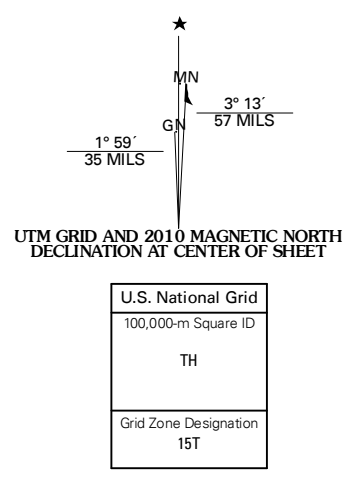 MN
3° 13´
57 MILS
GN
1° 59´
35 MILS
UTM GRID AND 2010 MAGNETIC NORTH
DECLINATION AT CENTER OF SHEET
U.S. National Grid
100,000-m Square ID
TH
Grid Zone Designation
15T